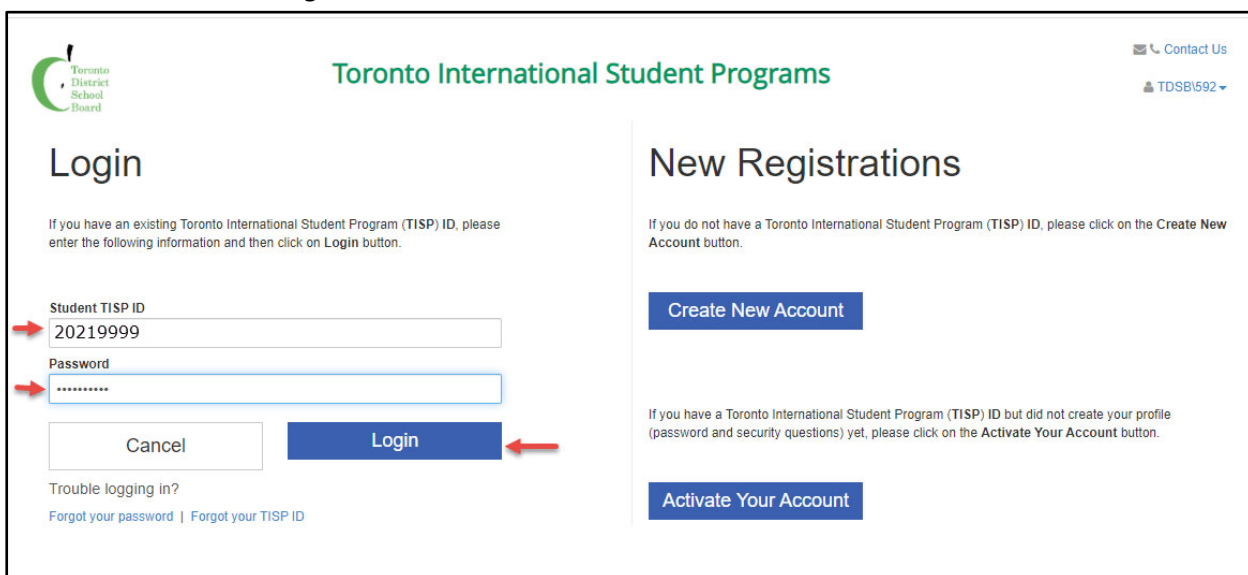 Toronto
District
School
Board
Toronto International Student Programs
Contact Us
TDSB\592
Login
If you have an existing Toronto International Student Program (TISP) ID, please
enter the following information and then click on Login button.
Student TISP ID
20219999
Password
••••••••••
Cancel
Login
Trouble logging in?
Forgot your password | Forgot your TISP ID
New Registrations
If you do not have a Toronto International Student Program (TISP) ID, please click on the Create New
Account button.
Create New Account
If you have a Toronto International Student Program (TISP) ID but did not create your profile
(password and security questions) yet, please click on the Activate Your Account button.
Activate Your Account